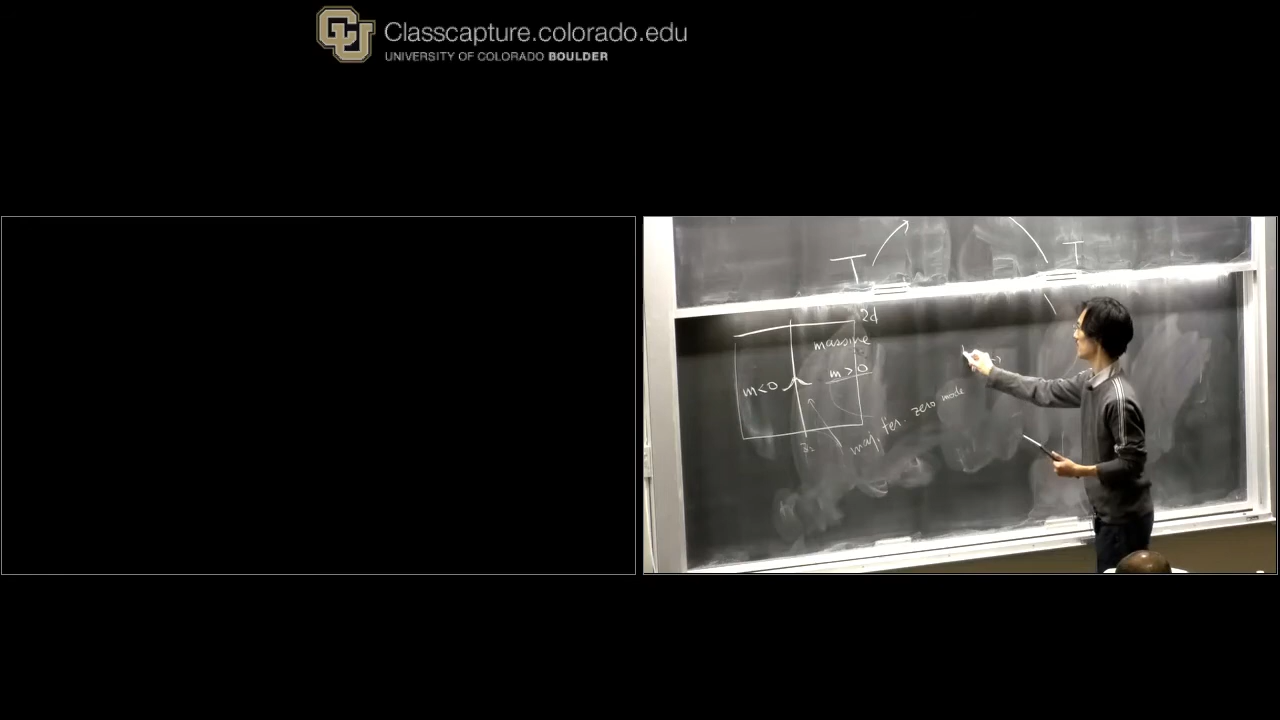 Classcapture.colorado.edu
UNIVERSITY OF COLORADO BOULDER
T T
2d
massive
m<0 m>0
maj. fer. zero mode